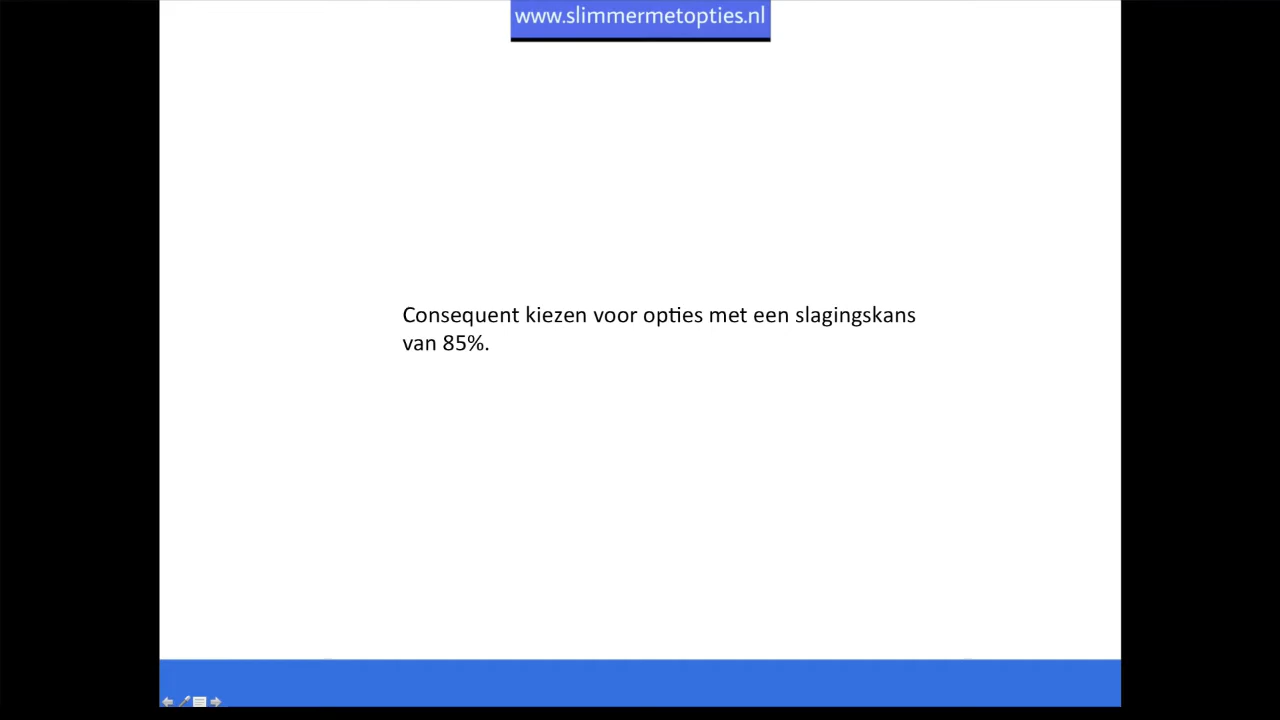 www.slimmermetopties.nl
Consequent kiezen voor opties met een slagingskans
van 85%.